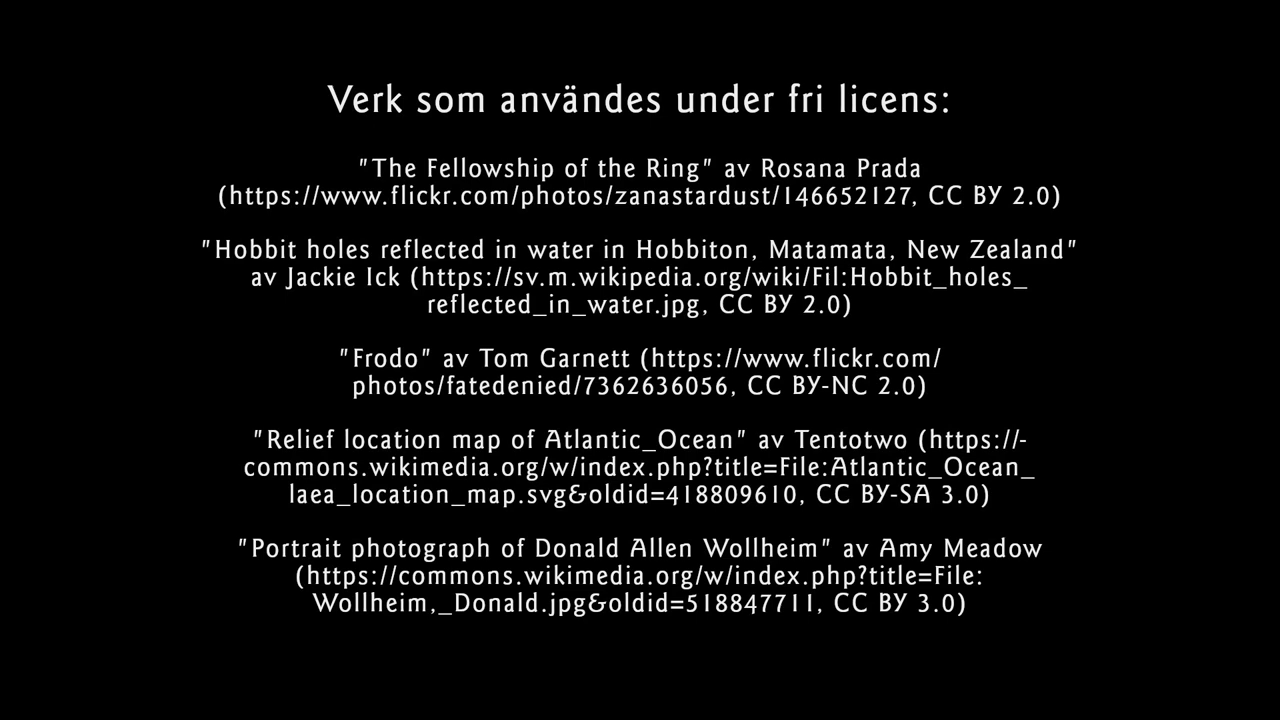 Verk som användes under fri licens:
"The Fellowship of the Ring" av Rosana Prada
(https://www.flickr.com/photos/zanastardust/146652127, CC BY 2.0)
"Hobbit holes reflected in water in Hobbiton, Matamata, New Zealand"
av Jackie Ick (https://sv.m.wikipedia.org/wiki/Fil:Hobbit_holes_
reflected_in_water.jpg, CC BY 2.0)
"Frodo" av Tom Garnett (https://www.flickr.com/
photos/fatedenied/7362636056, CC BY-NC 2.0)
"Relief location map of Atlantic_Ocean" av Tentotwo (https://-
commons.wikimedia.org/w/index.php?title=File:Atlantic_Ocean_
laea_location_map.svg&oldid=418809610, CC BY-SA 3.0)
"Portrait photograph of Donald Allen Wollheim" av Amy Meadow
(https://commons.wikimedia.org/w/index.php?title=File:
Wollheim,_Donald.jpg&oldid=518847711, CC BY 3.0)